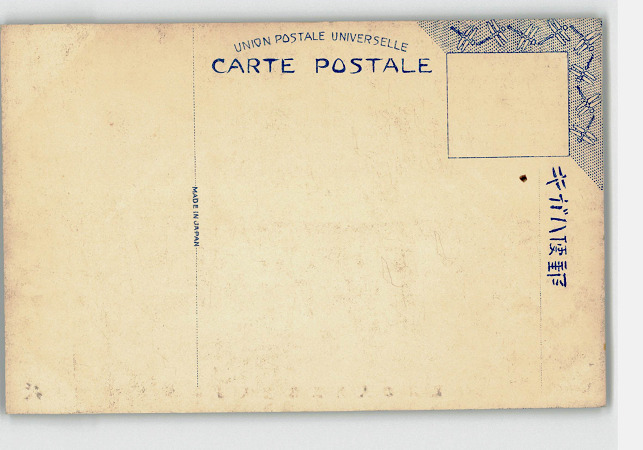 UNION POSTALE UNIVERSELLE
CARTE POSTALE
MADE IN JAPAN
キガハ便郵